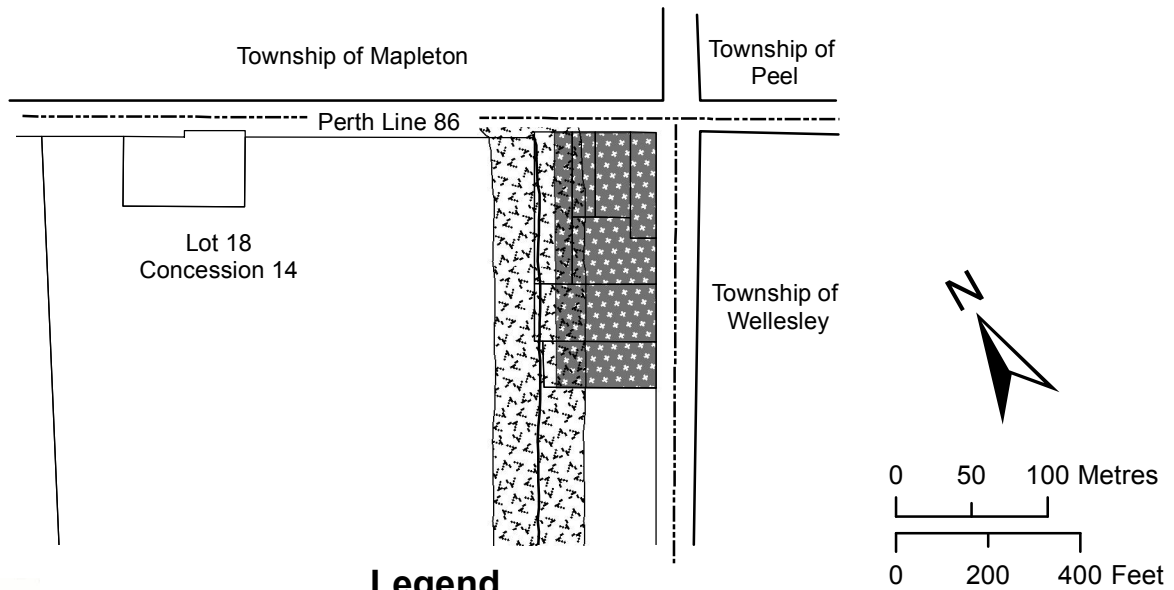 Township of Mapleton
Township of
Peel
Perth Line 86
Lot 18
Concession 14
Township of
Wellesley
N
0 50 100 Metres
0 200 400 Feet
Legend